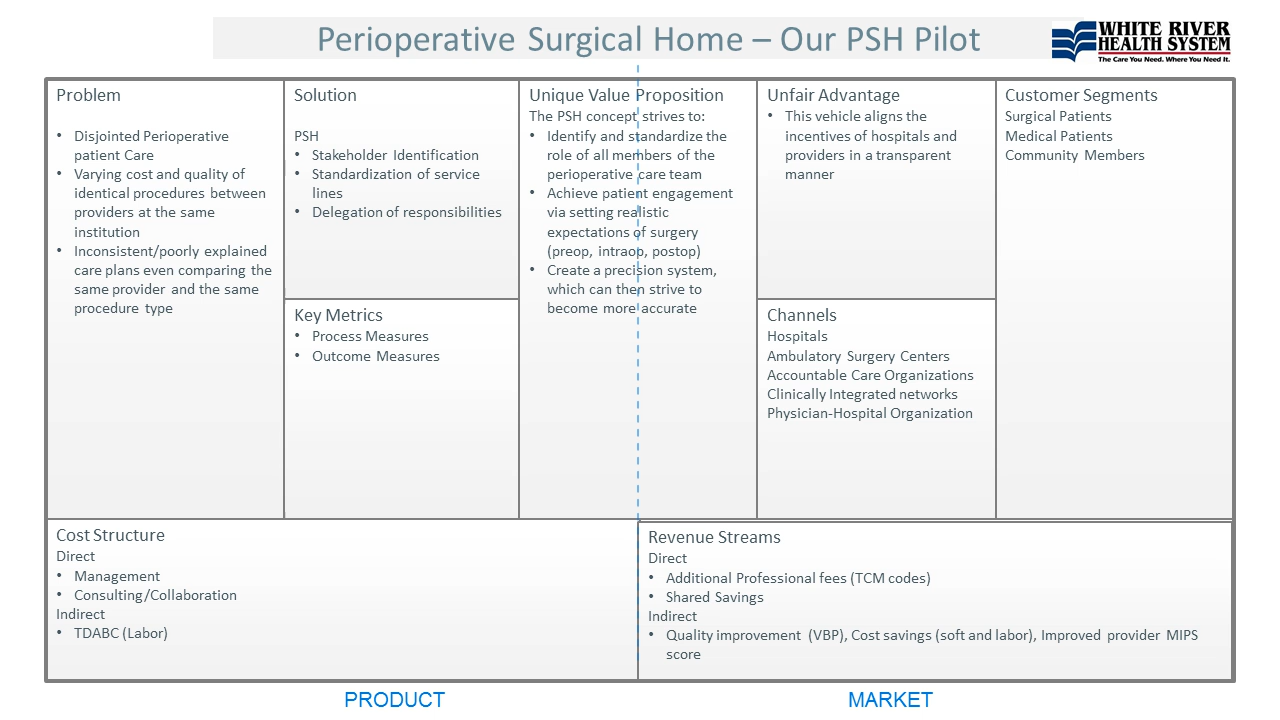 Perioperative Surgical Home – Our PSH Pilot
WHITE RIVER
HEALTH SYSTEM
The Care You Need. Where You Need It.
Problem
• Disjointed Perioperative
patient Care
• Varying cost and quality of
identical procedures between
providers at the same
institution
• Inconsistent/poorly explained
care plans even comparing the
same provider and the same
procedure type
Solution
PSH
• Stakeholder Identification
• Standardization of service
lines
• Delegation of responsibilities
Key Metrics
• Process Measures
• Outcome Measures
Unique Value Proposition
The PSH concept strives to:
• Identify and standardize the
role of all members of the
perioperative care team
• Achieve patient engagement
via setting realistic
expectations of surgery
(preop, intraop, postop)
• Create a precision system,
which can then strive to
become more accurate
Unfair Advantage
• This vehicle aligns the
incentives of hospitals and
providers in a transparent
manner
Channels
Hospitals
Ambulatory Surgery Centers
Accountable Care Organizations
Clinically Integrated networks
Physician-Hospital Organization
Customer Segments
Surgical Patients
Medical Patients
Community Members
Cost Structure
Direct
• Management
• Consulting/Collaboration
Indirect
• TDABC (Labor)
Revenue Streams
Direct
• Additional Professional fees (TCM codes)
• Shared Savings
Indirect
• Quality improvement (VBP), Cost savings (soft and labor), Improved provider MIPS
score
PRODUCT
MARKET